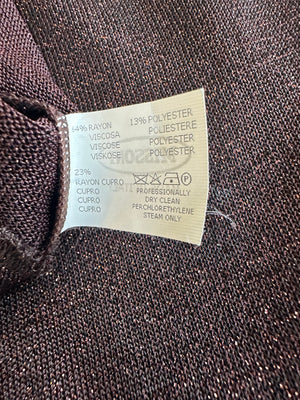 64% RAYON 13% POLYESTER
VISCOSA POLIESTERE
VISCOSE POLYESTER
VISKOSE POLYESTER
23%
RAYON CUPRO
CUPRO
CUPRO
CUPRO
P
PROFESSIONALLY
DRY CLEAN
PERCHLORETHYLENE
STEAM ONLY